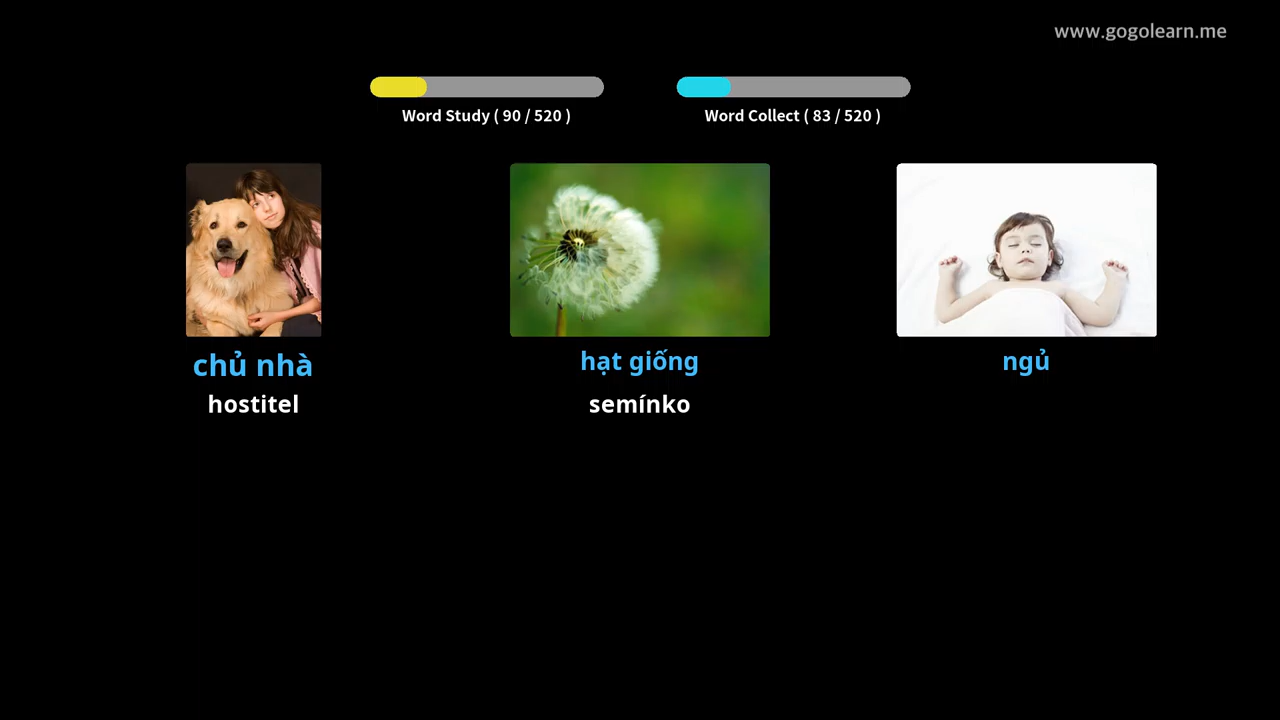 www.gogolearn.me
Word Study ( 90 / 520 )
Word Collect ( 83 / 520 )
chủ nhà
hostitel
hạt giống
semínko
ngủ